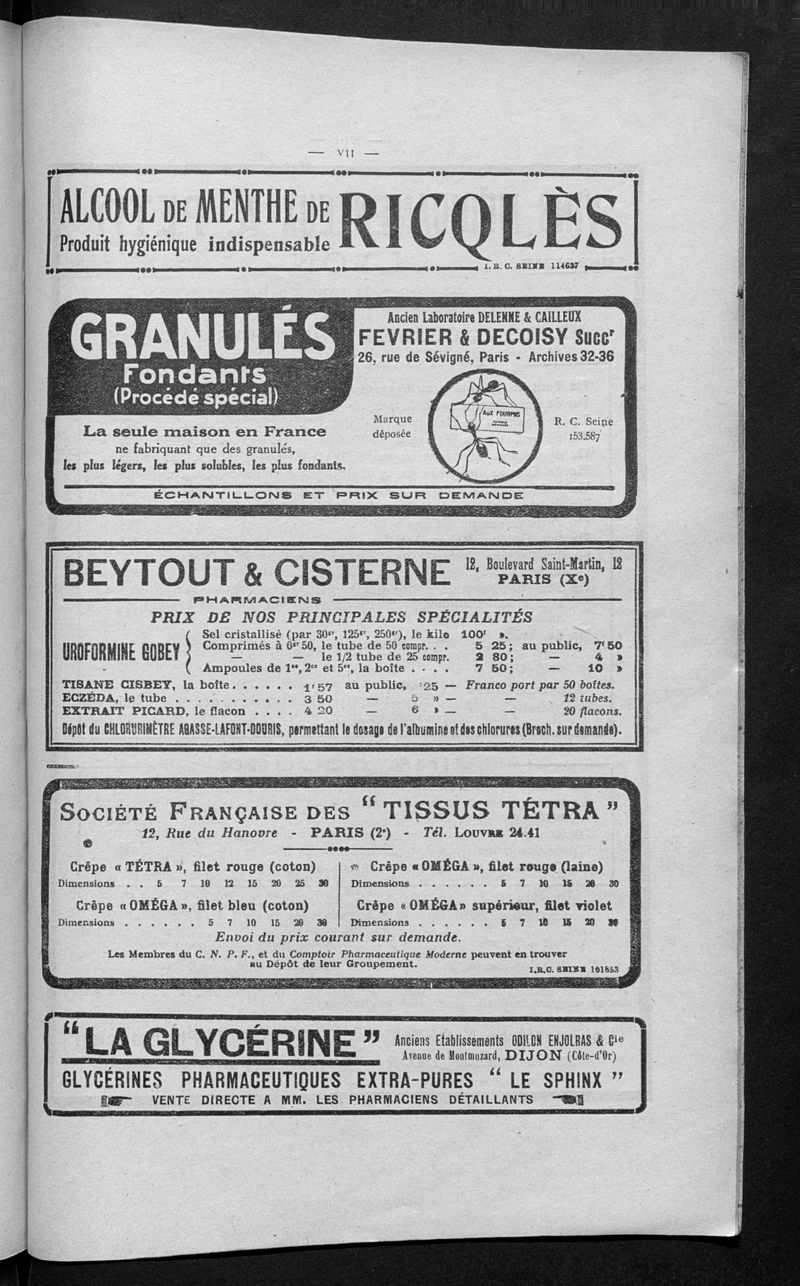 — VII —
ALCOOL DE MENTHE DE RICQLÈS
Produit hygiénique indispensable
I. R. C. SEINE 114637
GRANULÉS
Fondants
(Procédé spécial)
Ancien Laboratoire DELENNE & CAILLEUX
FEVRIER & DECOISY Succr
26, rue de Sévigné, Paris - Archives 32-36
Marque déposée
AUX FOURMIS
R. C. Seine
153.587
La seule maison en France
ne fabriquant que des granulés,
les plus légers, les plus solubles, les plus fondants.
ÉCHANTILLONS ET PRIX SUR DEMANDE
BEYTOUT & CISTERNE
12, Boulevard Saint-Martin, 12
PARIS (Xe)
PHARMACIENS
PRIX DE NOS PRINCIPALES SPÉCIALITÉS
UROFORMINE GOBEY
Sel cristallisé (par 30gr, 125gr, 250gr), le kilo 100f ».
Comprimés à 0gr50, le tube de 50 compr. . . 5 25; au public, 7f50
— — le 1/2 tube de 25 compr. 2 80; — 4 »
Ampoules de 1cc, 2cc et 5cc, la boîte . . . . 7 50; — 10 »
TISANE CISBEY, la boîte . . . . . . 1f57 au public, 25 — Franco port par 50 boîtes.
ECZÉDA, le tube . . . . . . . . . . . 3 50 — 5 » — — 12 tubes.
EXTRAIT PICARD, le flacon . . . . 4 20 — 6 » — — 20 flacons.
Dépôt du CHLORURIMÈTRE AGASSE-LAFONT-DOURIS, permettant le dosage de l'albumine et des chlorures (Broch. sur demande).
SOCIÉTÉ FRANÇAISE DES “ TISSUS TÉTRA ”
12, Rue du Hanovre - PARIS (2e) - Tél. LOUVRE 24.41
Crêpe « TÉTRA », filet rouge (coton)
Dimensions . . 5 7 10 12 15 20 25 30
Crêpe « OMÉGA », filet bleu (coton)
Dimensions . . . . . . 5 7 10 15 20 30
Crêpe « OMÉGA », filet rouge (laine)
Dimensions . . . . . . 5 7 10 15 20 30
Crêpe « OMÉGA » supérieur, filet violet
Dimensions . . . . . . 5 7 10 15 20 30
Envoi du prix courant sur demande.
Les Membres du C. N. P. F., et du Comptoir Pharmaceutique Moderne peuvent en trouver
au Dépôt de leur Groupement.
I.R.C. SEINE 101853
“ LA GLYCÉRINE ”
Anciens Etablissements ODILON ENJOLRAS & Cie
Avenue de Montmuzard, DIJON (Côte-d'Or)
GLYCÉRINES PHARMACEUTIQUES EXTRA-PURES “ LE SPHINX ”
VENTE DIRECTE A MM. LES PHARMACIENS DÉTAILLANTS